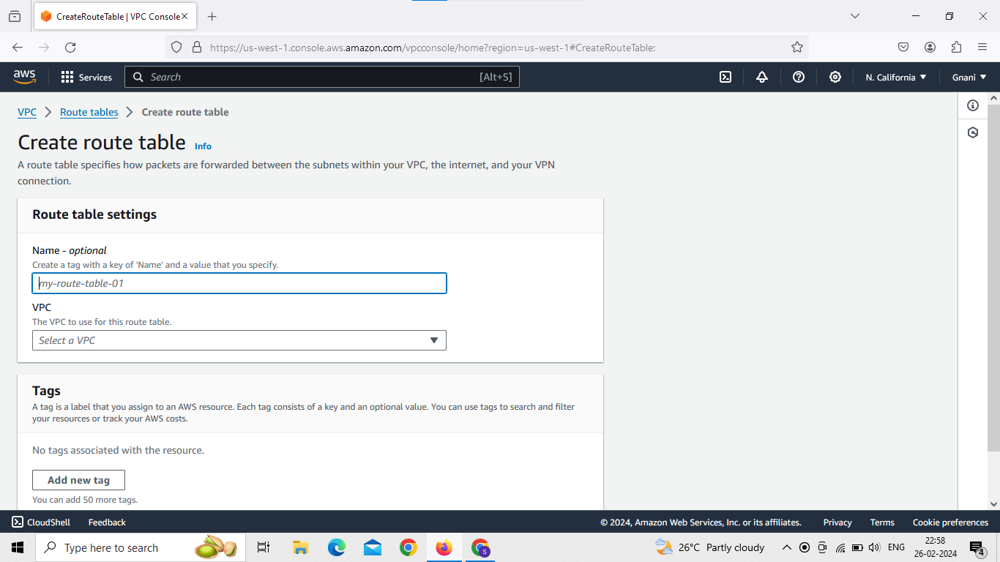 CreateRouteTable | VPC Console
https://us-west-1.console.aws.amazon.com/vpcconsole/home?region=us-west-1#CreateRouteTable:
aws
Services
Search
[Alt+S]
N. California
Gnani
VPC
Route tables
Create route table
Create route table
Info
A route table specifies how packets are forwarded between the subnets within your VPC, the internet, and your VPN
connection.
Route table settings
Name - optional
Create a tag with a key of 'Name' and a value that you specify.
my-route-table-01
VPC
The VPC to use for this route table.
Select a VPC
Tags
A tag is a label that you assign to an AWS resource. Each tag consists of a key and an optional value. You can use tags to search and filter
your resources or track your AWS costs.
No tags associated with the resource.
Add new tag
You can add 50 more tags.
CloudShell
Feedback
© 2024, Amazon Web Services, Inc. or its affiliates.
Privacy
Terms
Cookie preferences
Type here to search
S
26°C Partly cloudy
ENG
22:58
26-02-2024
4